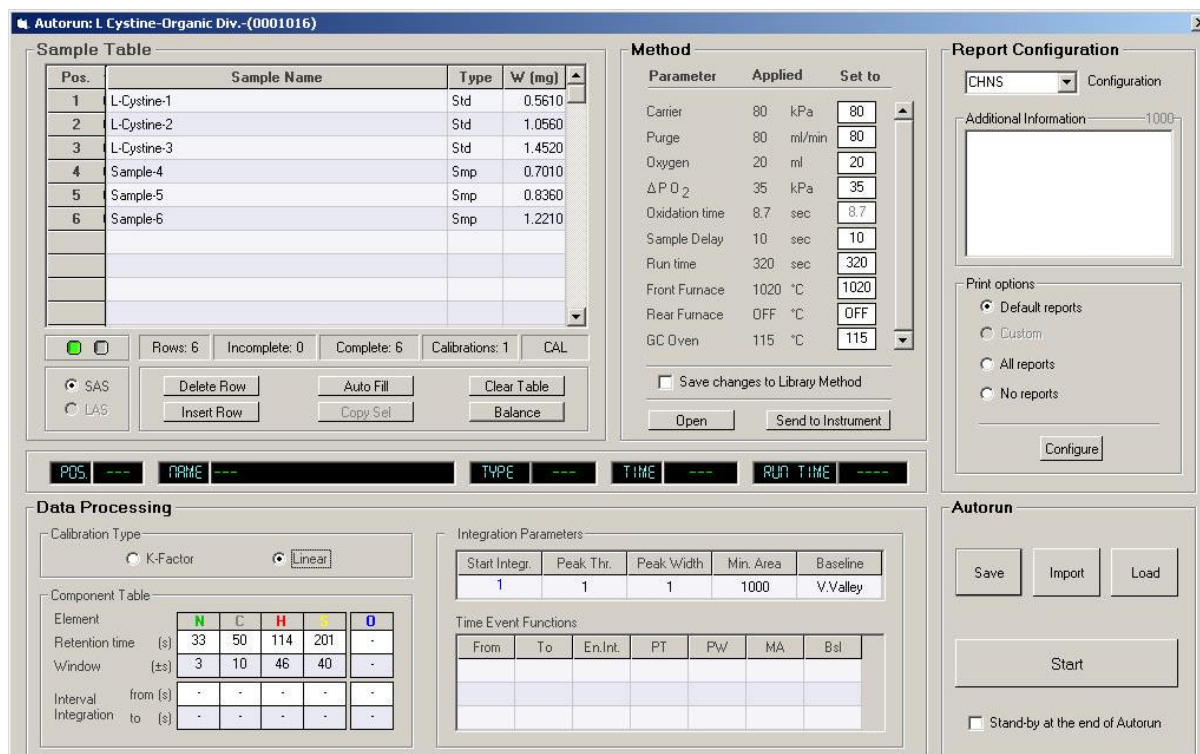 Autorun: L Cystine-Organic Div.-(0001016)
Sample Table
Pos. Sample Name Type W (mg)
1 L-Cystine-1 Std 0.5610
2 L-Cystine-2 Std 1.0560
3 L-Cystine-3 Std 1.4520
4 Sample-4 Smp 0.7010
5 Sample-5 Smp 0.8360
6 Sample-6 Smp 1.2210
Rows: 6 Incomplete: 0 Complete: 6 Calibrations: 1 CAL
SAS
LAS
Delete Row Auto Fill Clear Table
Insert Row Copy Sel Balance
Method
Parameter Applied Set to
Carrier 80 kPa 80
Purge 80 ml/min 80
Oxygen 20 ml 20
Δ P O 2 35 kPa 35
Oxidation time 8.7 sec 8.7
Sample Delay 10 sec 10
Run time 320 sec 320
Front Furnace 1020 °C 1020
Rear Furnace OFF °C OFF
GC Oven 115 °C 115
Save changes to Library Method
Open Send to Instrument
Report Configuration
CHNS Configuration
Additional Information 1000
Print options
Default reports
Custom
All reports
No reports
Configure
POS. --- NAME --- TYPE --- TIME --- RUN TIME ----
Data Processing
Calibration Type
K-Factor Linear
Component Table
Element N C H S O
Retention time (s) 33 50 114 201 -
Window (±s) 3 10 46 40 -
Interval Integration from (s) - - - - -
to (s) - - - - -
Integration Parameters
Start Integr. Peak Thr. Peak Width Min. Area Baseline
1 1 1 1000 V.Valley
Time Event Functions
From To En.Int. PT PW MA Bsl
Autorun
Save Import Load
Start
Stand-by at the end of Autorun